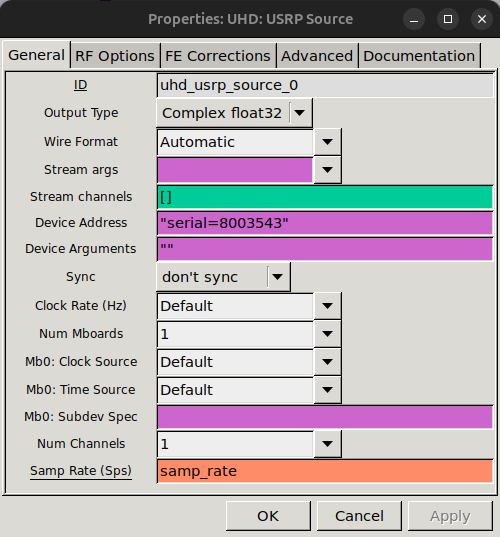 Properties: UHD: USRP Source
General RF Options FE Corrections Advanced Documentation
ID uhd_usrp_source_0
Output Type Complex float32
Wire Format Automatic
Stream args
Stream channels []
Device Address "serial=8003543"
Device Arguments ""
Sync don't sync
Clock Rate (Hz) Default
Num Mboards 1
Mb0: Clock Source Default
Mb0: Time Source Default
Mb0: Subdev Spec
Num Channels 1
Samp Rate (Sps) samp_rate
OK Cancel Apply